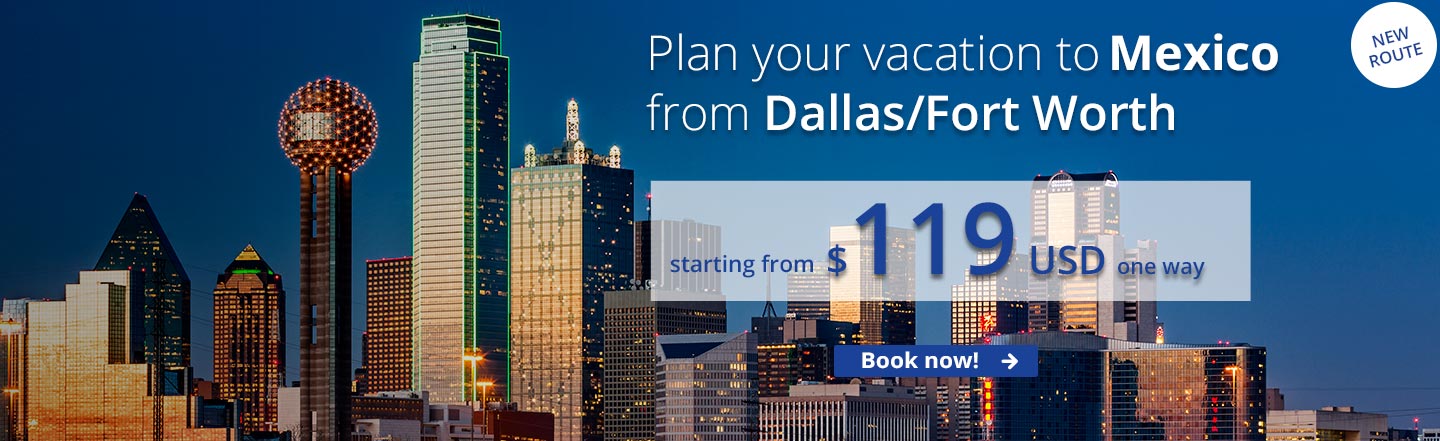 Plan your vacation to Mexico
from Dallas/Fort Worth
NEW
ROUTE
starting from $119 USD one way
Book now! →